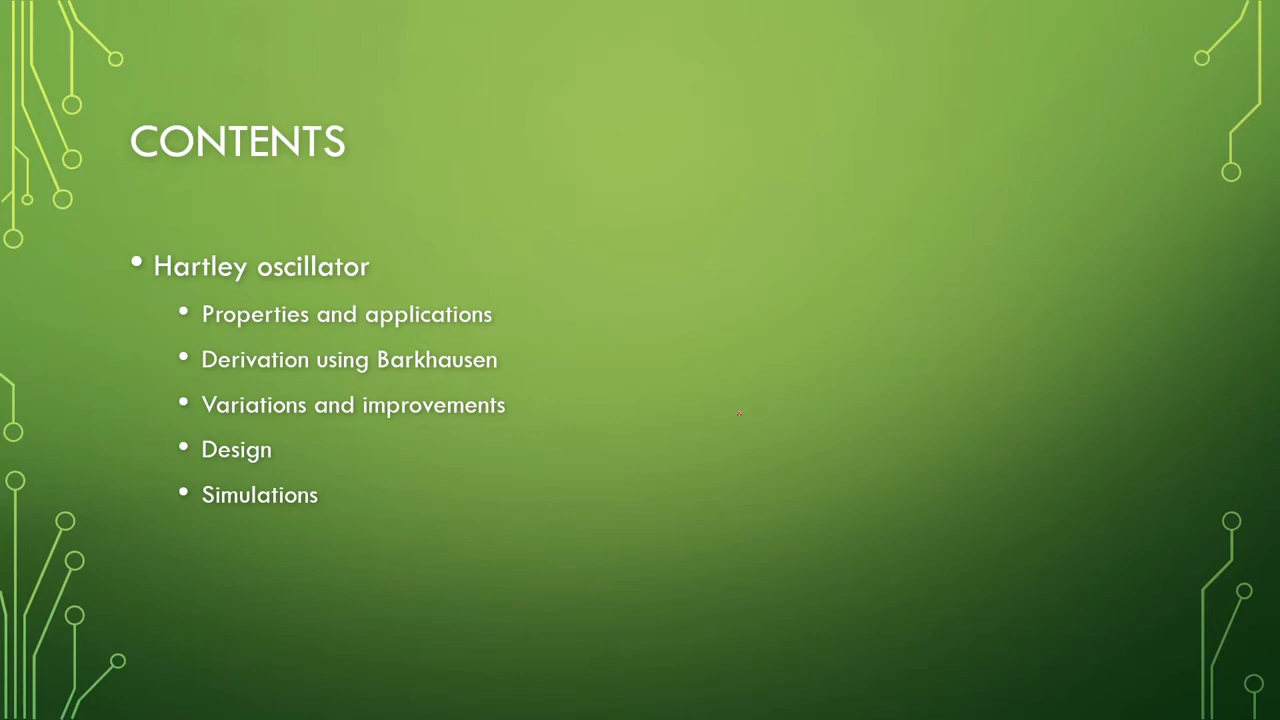 CONTENTS
• Hartley oscillator
• Properties and applications
• Derivation using Barkhausen
• Variations and improvements
• Design
• Simulations